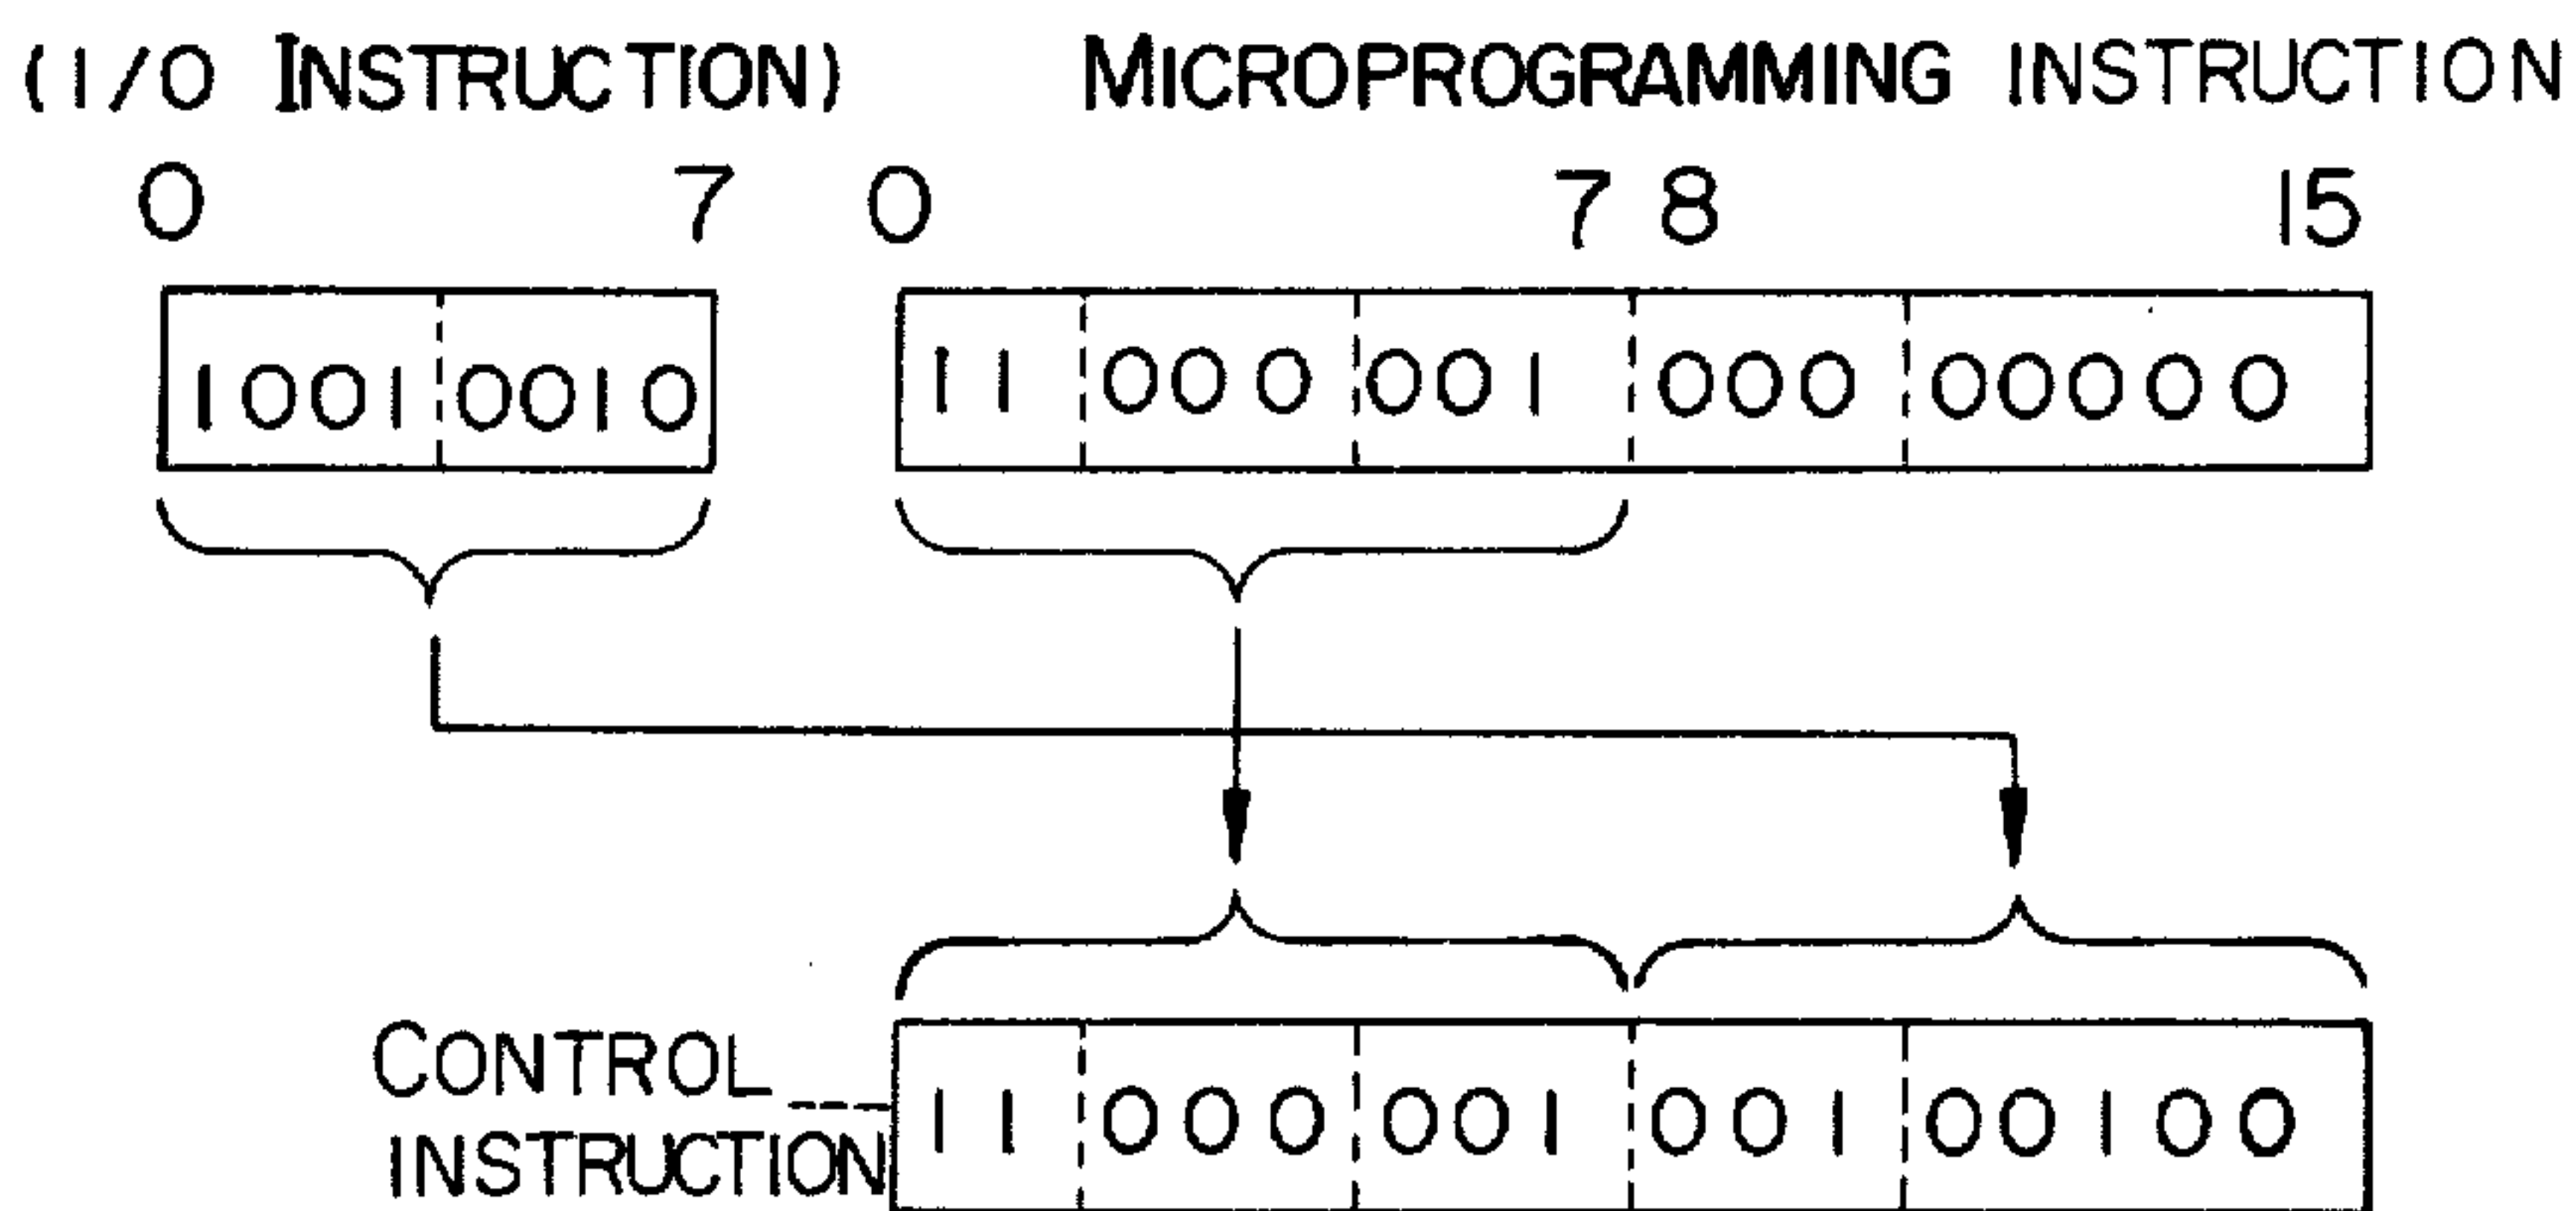 (I/O INSTRUCTION) MICROPROGRAMMING INSTRUCTION
0 7 0 7 8 15
1001 0010 11 000 001 000 00000
CONTROL
INSTRUCTION
11 000 001 001 00100